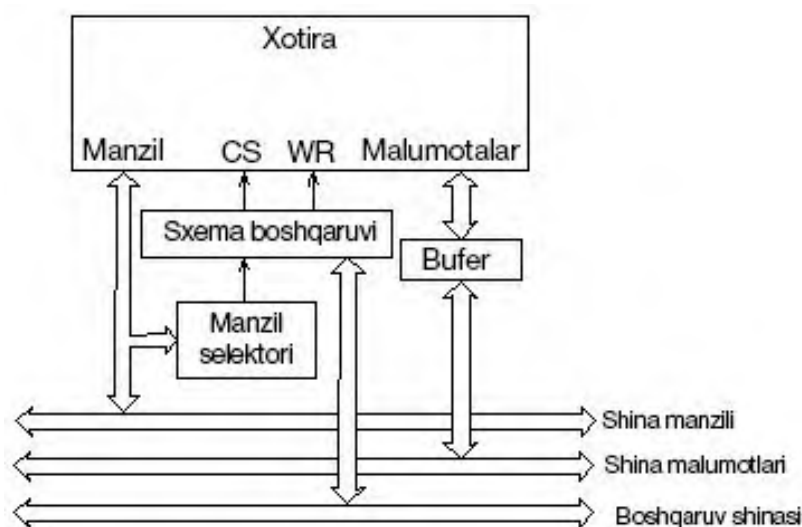 Xotira
Manzil CS WR Malumotalar
Sxema boshqaruvi
Bufer
Manzil
selektori
Shina manzili
Shina malumotlari
Boshqaruv shinasi